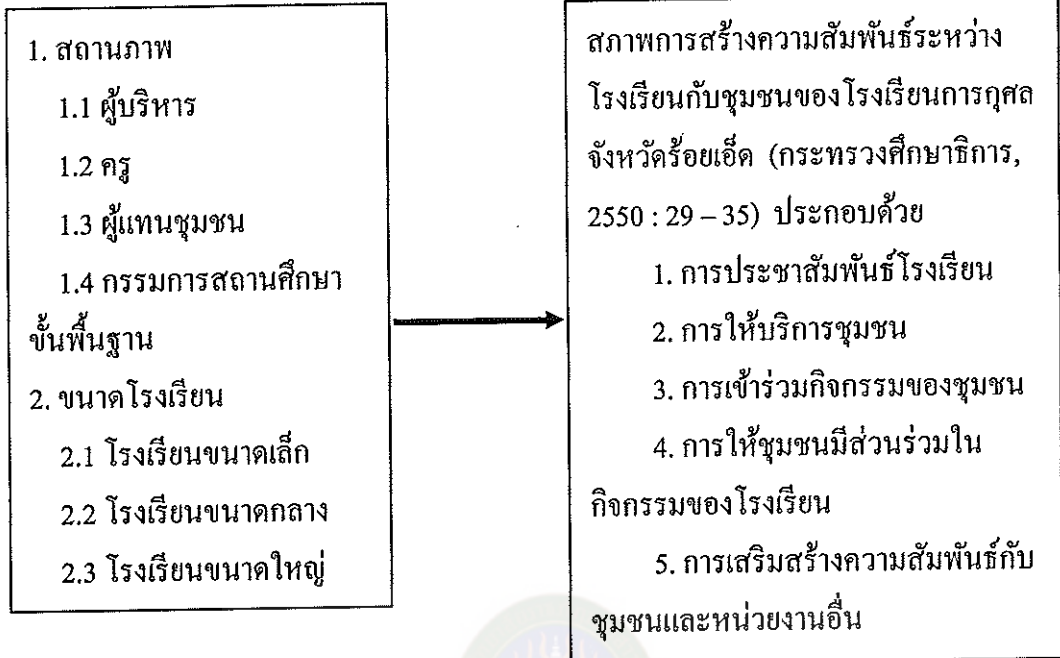 1. สถานภาพ
1.1 ผู้บริหาร
1.2 ครู
1.3 ผู้แทนชุมชน
1.4 กรรมการสถานศึกษา
ขั้นพื้นฐาน
2. ขนาดโรงเรียน
2.1 โรงเรียนขนาดเล็ก
2.2 โรงเรียนขนาดกลาง
2.3 โรงเรียนขนาดใหญ่
สภาพการสร้างความสัมพันธ์ระหว่าง
โรงเรียนกับชุมชนของโรงเรียนการกุศล
จังหวัดร้อยเอ็ด (กระทรวงศึกษาธิการ,
2550 : 29 – 35) ประกอบด้วย
1. การประชาสัมพันธ์โรงเรียน
2. การให้บริการชุมชน
3. การเข้าร่วมกิจกรรมของชุมชน
4. การให้ชุมชนมีส่วนร่วมใน
กิจกรรมของโรงเรียน
5. การเสริมสร้างความสัมพันธ์กับ
ชุมชนและหน่วยงานอื่น